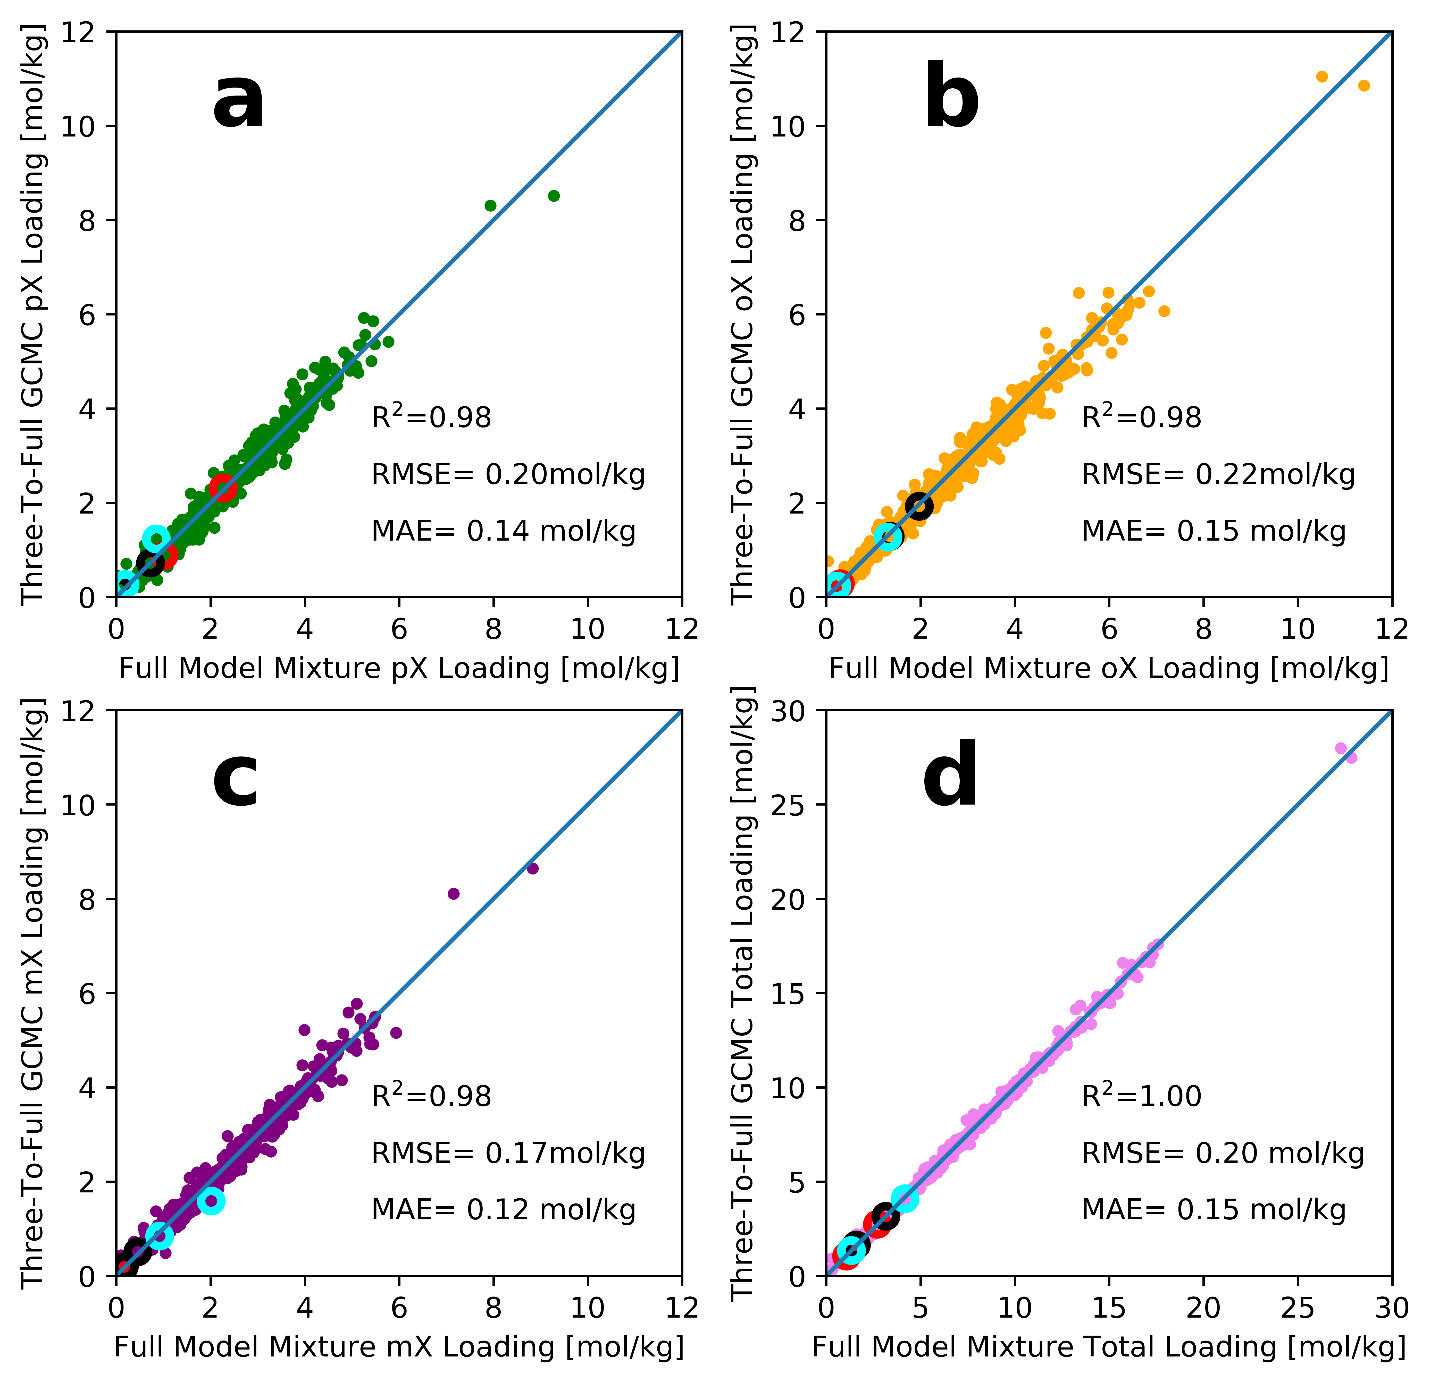 a
Three-To-Full GCMC pX Loading [mol/kg]
12
10
8
6
4
2
0
R²=0.98
RMSE= 0.20mol/kg
MAE= 0.14 mol/kg
0 2 4 6 8 10 12
Full Model Mixture pX Loading [mol/kg]
b
Three-To-Full GCMC oX Loading [mol/kg]
12
10
8
6
4
2
0
R²=0.98
RMSE= 0.22mol/kg
MAE= 0.15 mol/kg
0 2 4 6 8 10 12
Full Model Mixture oX Loading [mol/kg]
c
Three-To-Full GCMC mX Loading [mol/kg]
12
10
8
6
4
2
0
R²=0.98
RMSE= 0.17mol/kg
MAE= 0.12 mol/kg
0 2 4 6 8 10 12
Full Model Mixture mX Loading [mol/kg]
d
Three-To-Full GCMC Total Loading [mol/kg]
30
25
20
15
10
5
0
R²=1.00
RMSE= 0.20 mol/kg
MAE= 0.15 mol/kg
0 5 10 15 20 25 30
Full Model Mixture Total Loading [mol/kg]